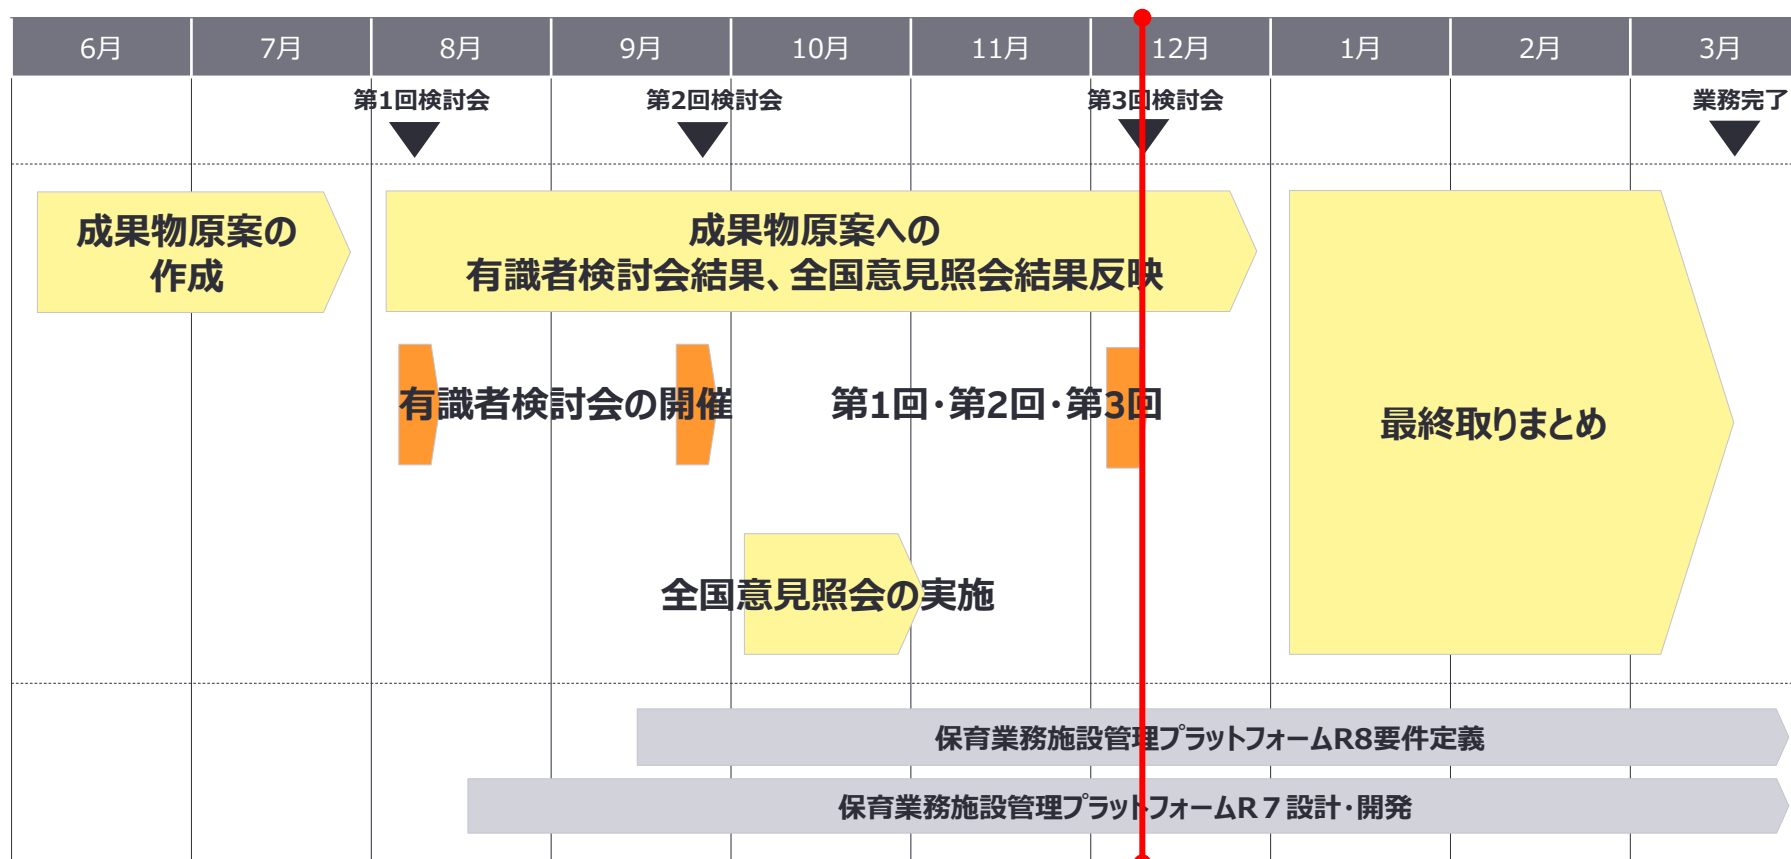 6月
7月
8月
9月
10月
11月
12月
1月
2月
3月
第1回検討会
第2回検討会
第3回検討会
業務完了
成果物原案の
作成
成果物原案への
有識者検討会結果、全国意見照会結果反映
有識者検討会の開催
第1回・第2回・第3回
最終取りまとめ
全国意見照会の実施
保育業務施設管理プラットフォームR8要件定義
保育業務施設管理プラットフォームR７設計・開発